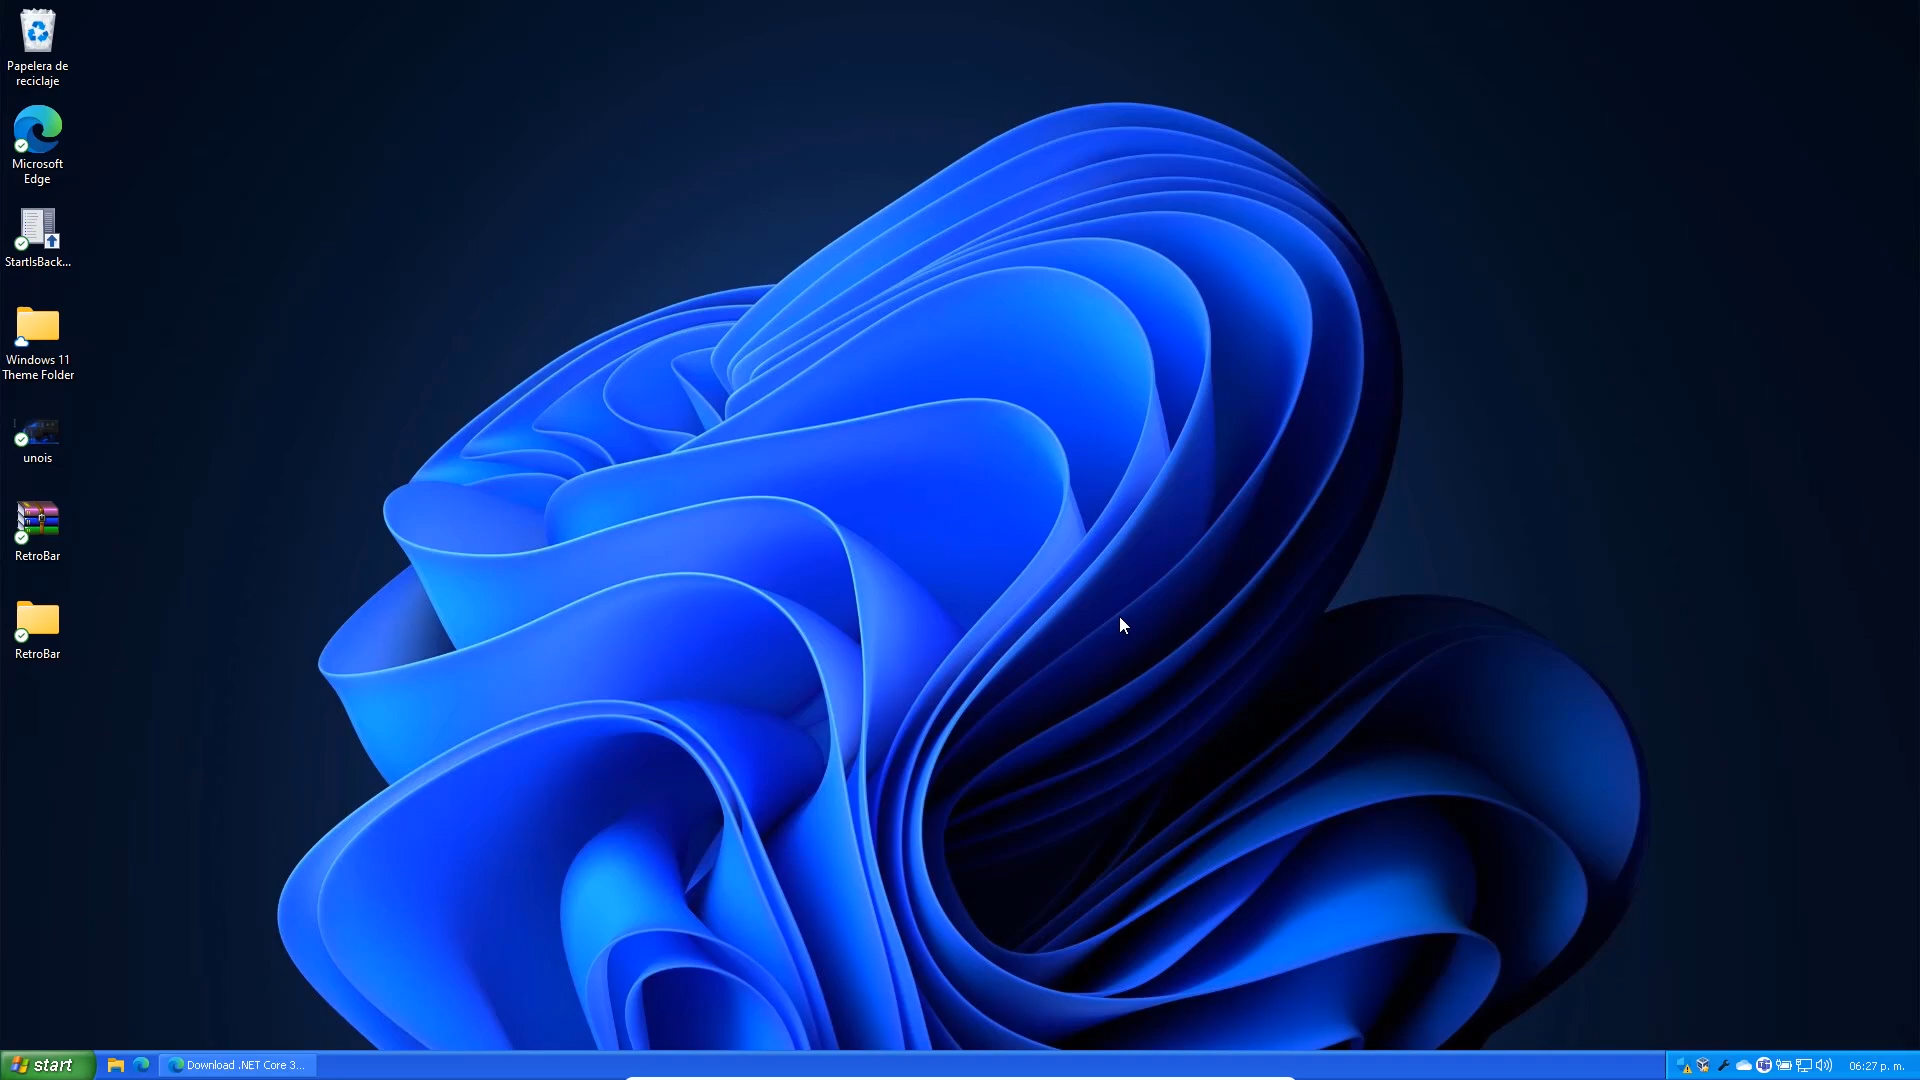 Papelera de
reciclaje
Microsoft
Edge
StartIsBack...
Windows 11
Theme Folder
unois
RetroBar
RetroBar
start
Download .NET Core 3...
06:27 p. m.